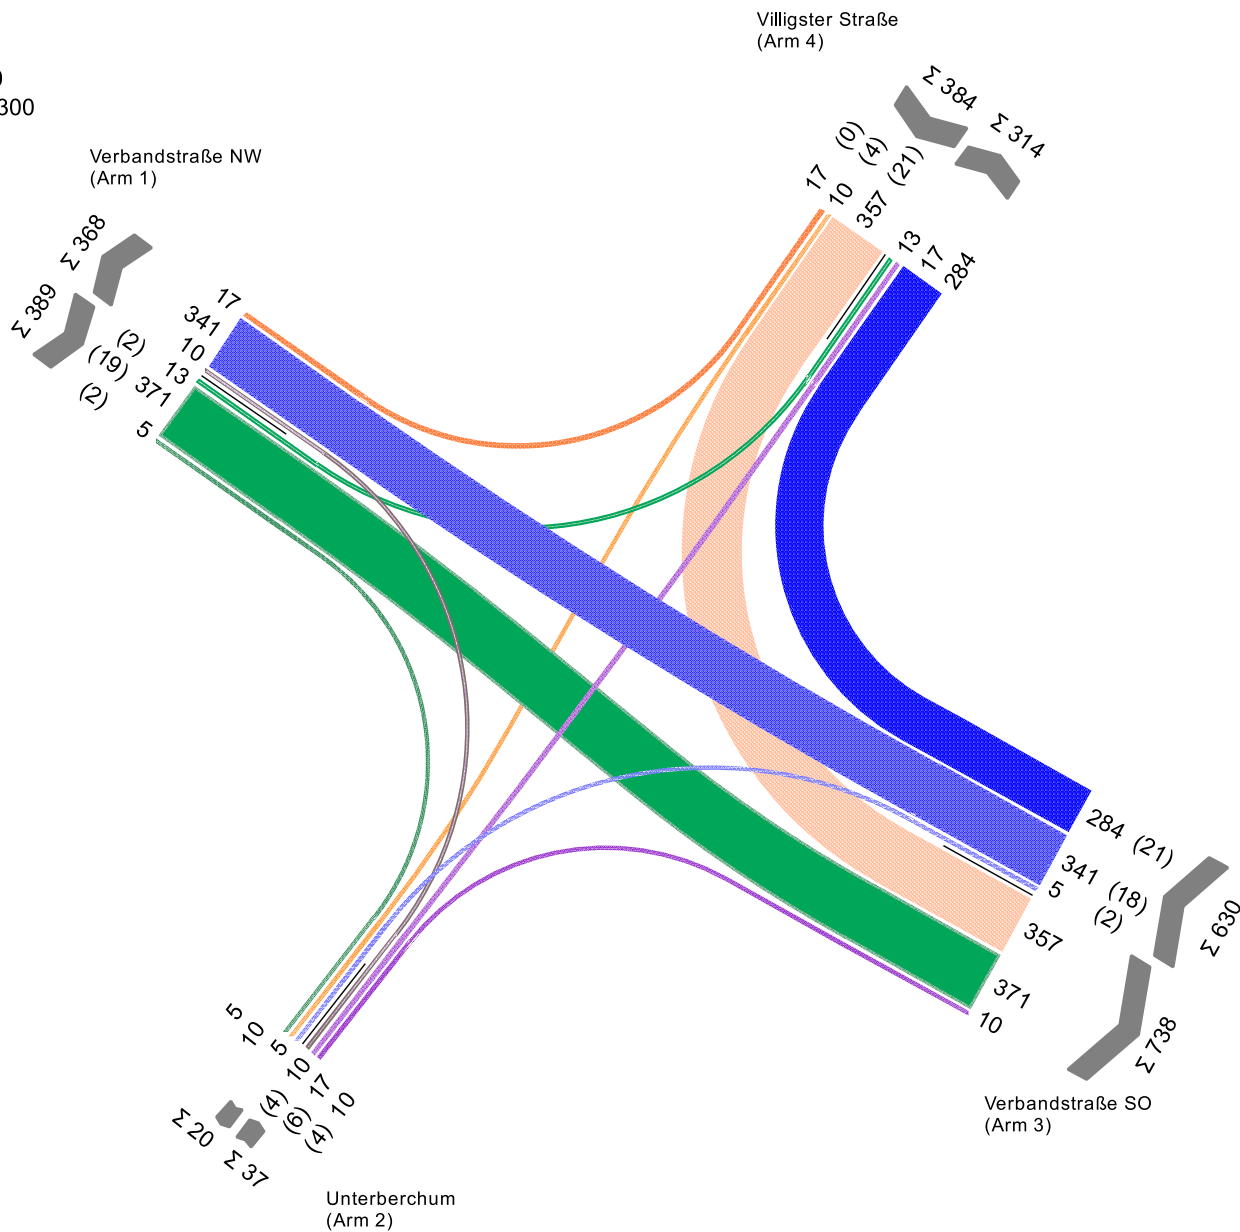 Villigster Straße
(Arm 4)
Σ 384
Σ 314
(0)
(4)
(21)
17
10
357
13
17
284
300
Verbandstraße NW
(Arm 1)
Σ 368
Σ 389
17
341
10
(2)
13
(19)
371
(2)
5
284 (21)
341 (18)
5 (2)
357
371
10
Σ 630
Σ 738
Verbandstraße SO
(Arm 3)
5
10
5
10
17
10
(4)
(6)
(4)
Σ 20
Σ 37
Unterberchum
(Arm 2)